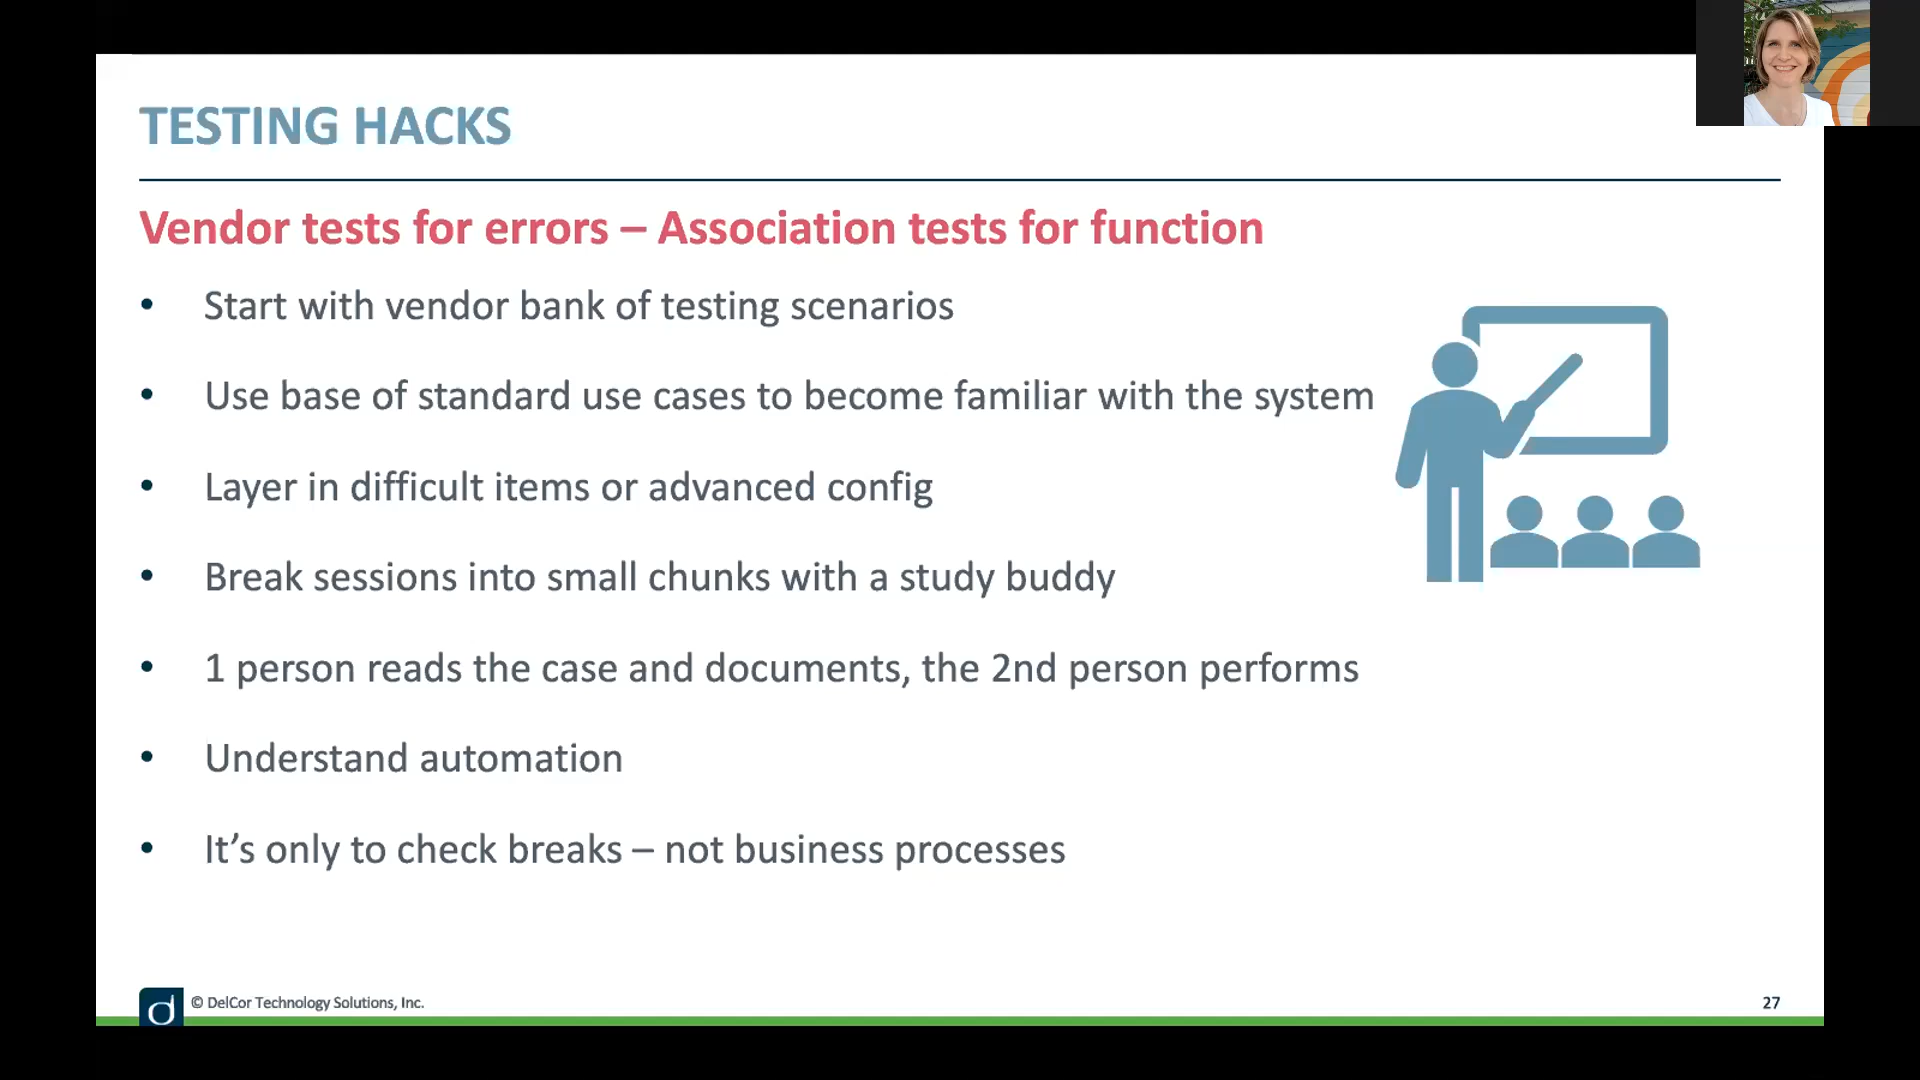 TESTING HACKS
Vendor tests for errors – Association tests for function
• Start with vendor bank of testing scenarios
• Use base of standard use cases to become familiar with the system
• Layer in difficult items or advanced config
• Break sessions into small chunks with a study buddy
• 1 person reads the case and documents, the 2nd person performs
• Understand automation
• It’s only to check breaks – not business processes
d © DelCor Technology Solutions, Inc.
27